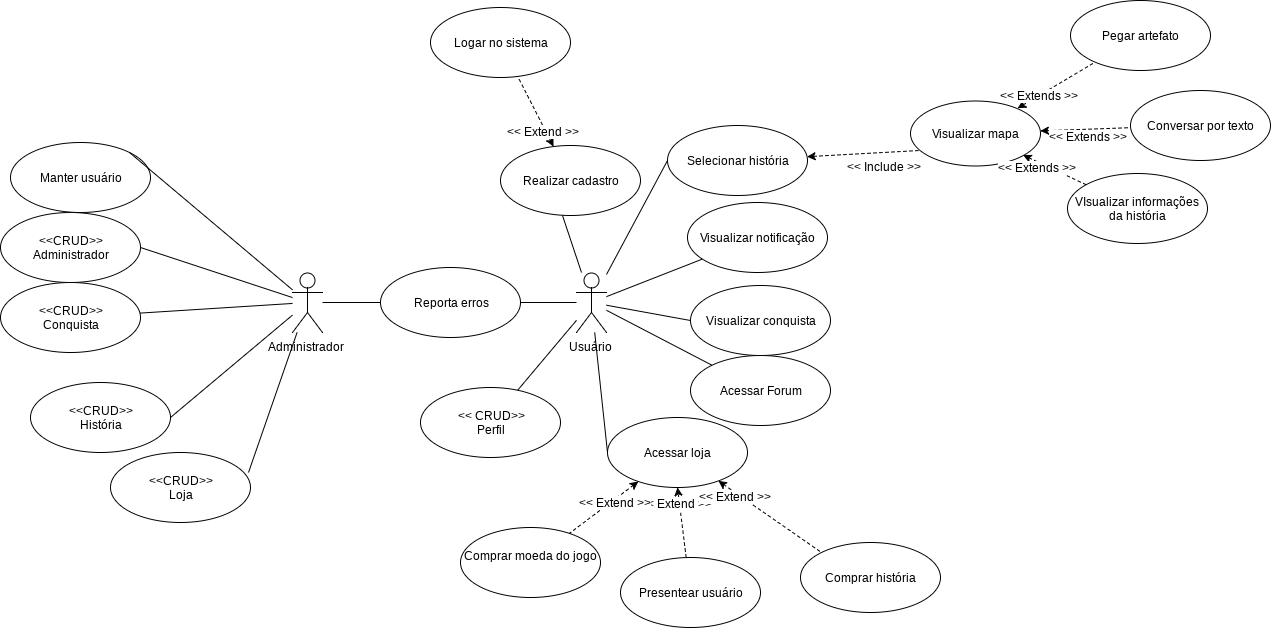 Logar no sistema
Pegar artefato
<< Extends >>
<< Extend >>
Visualizar mapa
Conversar por texto
<< Extends >>
Selecionar história
<< Include >>
<< Extends >>
Manter usuário
Realizar cadastro
VIsualizar informações
da história
<<CRUD>>
Administrador
Visualizar notificação
<<CRUD>>
Conquista
Reporta erros
Visualizar conquista
Administrador
Usuário
Acessar Forum
<<CRUD>>
História
<< CRUD>>
Perfil
Acessar loja
<<CRUD>>
Loja
<< Extend >>
Extend >>
<< Extend >>
Comprar moeda do jogo
Presentear usuário
Comprar história